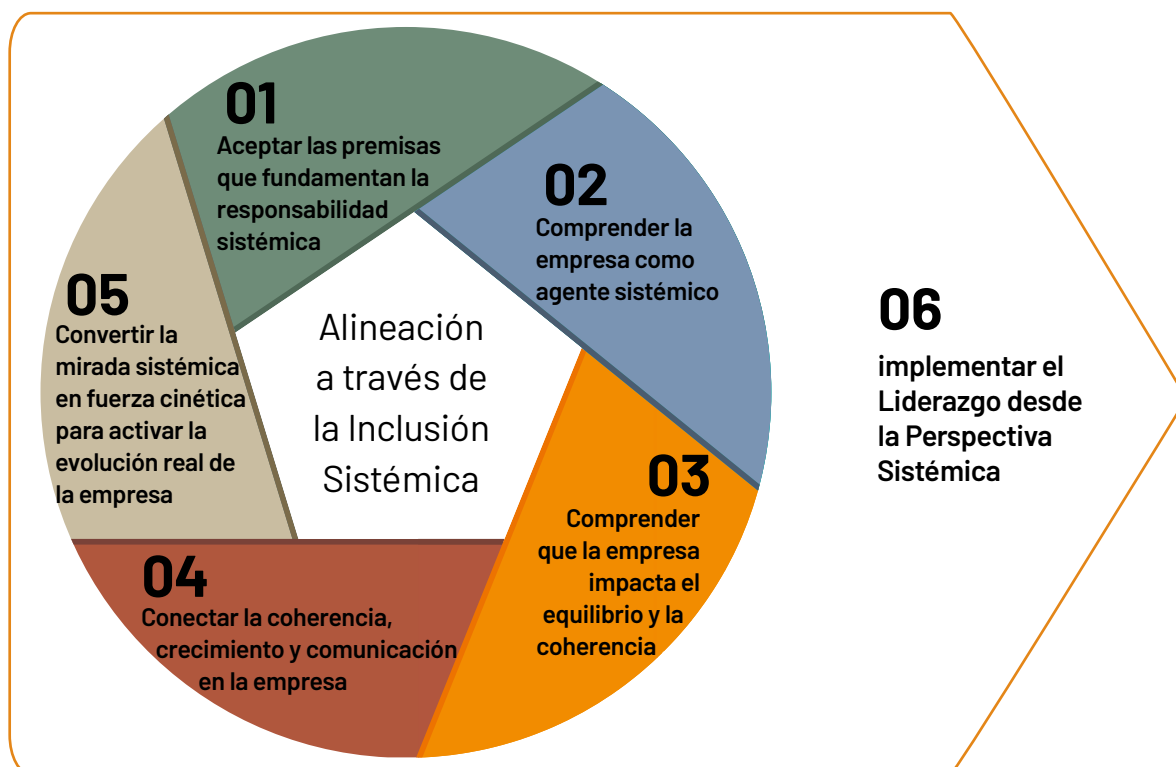 01
Aceptar las premisas
que fundamentan la
responsabilidad
sistémica
02
Comprender la
empresa como
agente sistémico
03
Comprender
que la empresa
impacta el
equilibrio y la
coherencia
04
Conectar la coherencia,
crecimiento y comunicación
en la empresa
05
Convertir la
mirada sistémica
en fuerza cinética
para activar la
evolución real de
la empresa
Alineación
a través de
la Inclusión
Sistémica
06
implementar el
Liderazgo desde
la Perspectiva
Sistémica